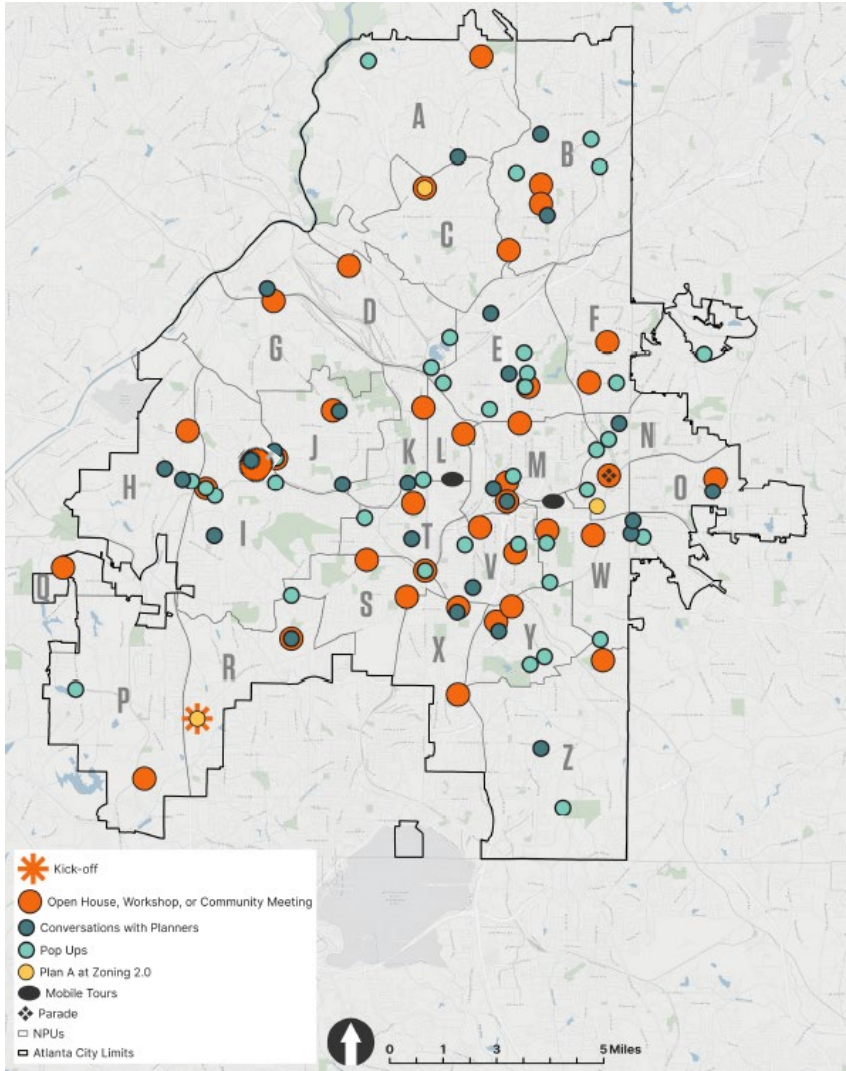 A
B
C
D
F
E
G
J
N
K
L
M
H
O
I
T
V
W
Q
S
X
Y
R
P
Z
Kick-off
Open House, Workshop, or Community Meeting
Conversations with Planners
Pop Ups
Plan A at Zoning 2.0
Mobile Tours
Parade
NPUs
Atlanta City Limits
0 1 3 5 Miles